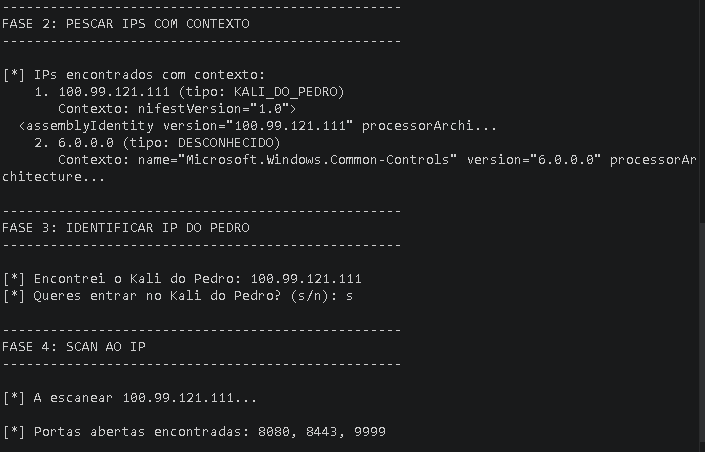 --------------------------------------------------
FASE 2: PESCAR IPS COM CONTEXTO
--------------------------------------------------
[*] IPs encontrados com contexto:
    1. 100.99.121.111 (tipo: KALI_DO_PEDRO)
       Contexto: nifestVersion="1.0">
  <assemblyIdentity version="100.99.121.111" processorArchi...
    2. 6.0.0.0 (tipo: DESCONHECIDO)
       Contexto: name="Microsoft.Windows.Common-Controls" version="6.0.0.0" processorAr
chitecture...
--------------------------------------------------
FASE 3: IDENTIFICAR IP DO PEDRO
--------------------------------------------------
[*] Encontrei o Kali do Pedro: 100.99.121.111
[*] Queres entrar no Kali do Pedro? (s/n): s
--------------------------------------------------
FASE 4: SCAN AO IP
--------------------------------------------------
[*] A escanear 100.99.121.111...
[*] Portas abertas encontradas: 8080, 8443, 9999